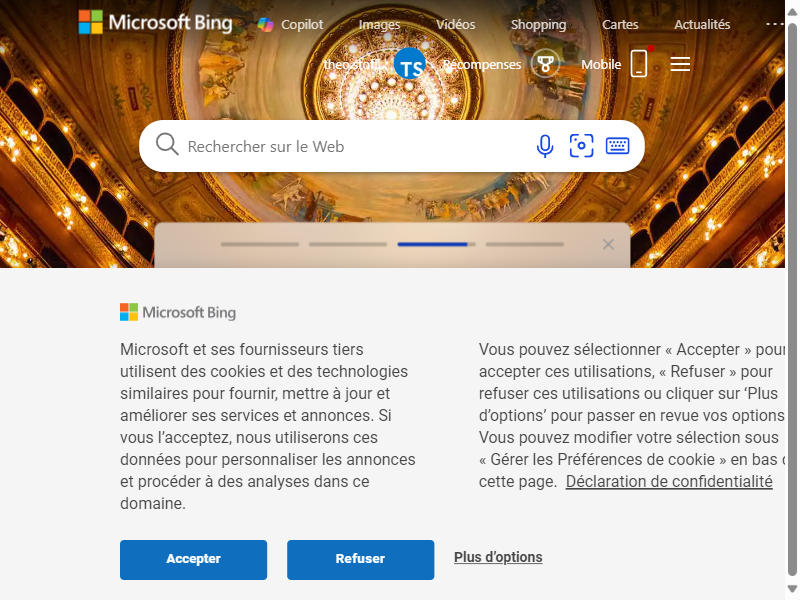 Microsoft Bing
Copilot Images Vidéos Shopping Cartes Actualités ...
TS Récompenses Mobile
Rechercher sur le Web
Microsoft Bing
Microsoft et ses fournisseurs tiers
utilisent des cookies et des technologies
similaires pour fournir, mettre à jour et
améliorer ses services et annonces. Si
vous l’acceptez, nous utiliserons ces
données pour personnaliser les annonces
et procéder à des analyses dans ce
domaine.
Vous pouvez sélectionner « Accepter » pour
accepter ces utilisations, « Refuser » pour
refuser ces utilisations ou cliquer sur ‘Plus
d’options’ pour passer en revue vos options
Vous pouvez modifier votre sélection sous
« Gérer les Préférences de cookie » en bas
cette page. Déclaration de confidentialité
Accepter Refuser Plus d’options